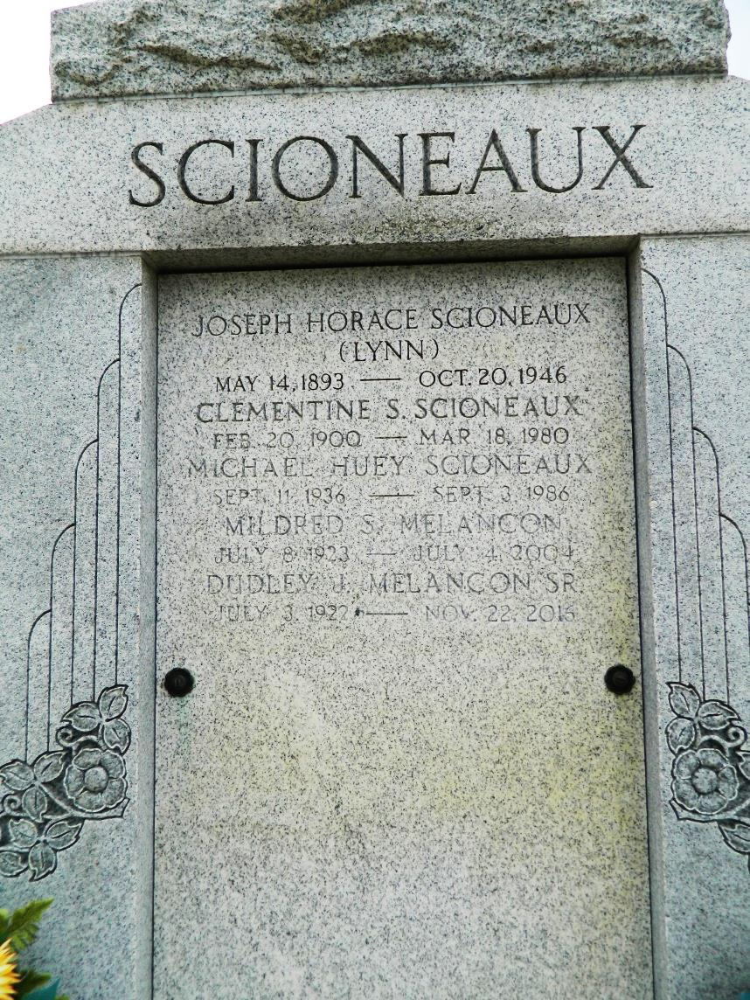 SCIONEAUX
JOSEPH HORACE SCIONEAUX
(LYNN)
MAY 14, 1893 — OCT. 20, 1946
CLEMENTINE S. SCIONEAUX
FEB. 20 1900 — MAR 18, 1980
MICHAEL HUEY SCIONEAUX
SEPT. 11, 1936 — SEPT. 3, 1986
MILDRED S. MELANCON
JULY 8, 1923 — JULY 4, 2004
DUDLEY J. MELANCON SR.
JULY 3, 1922 — NOV. 22, 2016